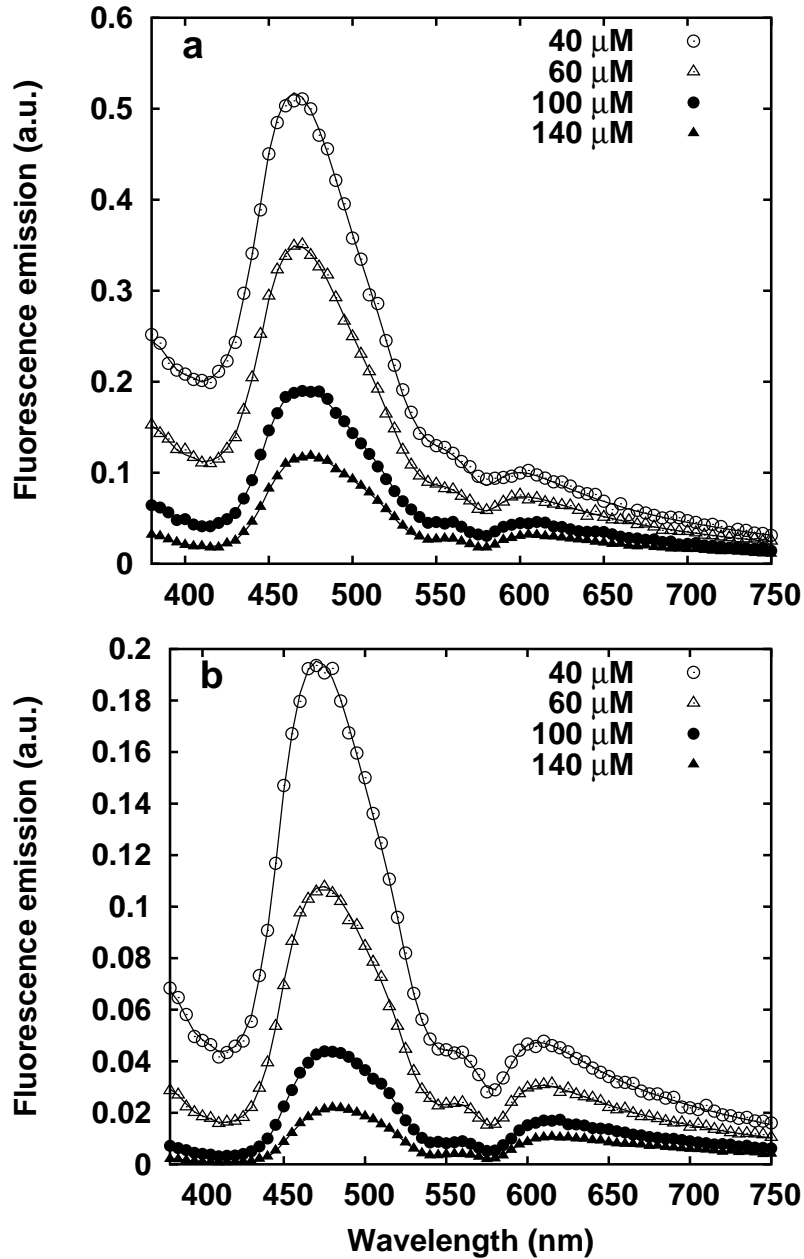 0.6
a
40 μM
60 μM
100 μM
140 μM
0.5
0.4
0.3
0.2
0.1
0
Fluorescence emission (a.u.)
400 450 500 550 600 650 700 750
0.2
b
40 μM
60 μM
100 μM
140 μM
0.18
0.16
0.14
0.12
0.1
0.08
0.06
0.04
0.02
0
Fluorescence emission (a.u.)
400 450 500 550 600 650 700 750
Wavelength (nm)